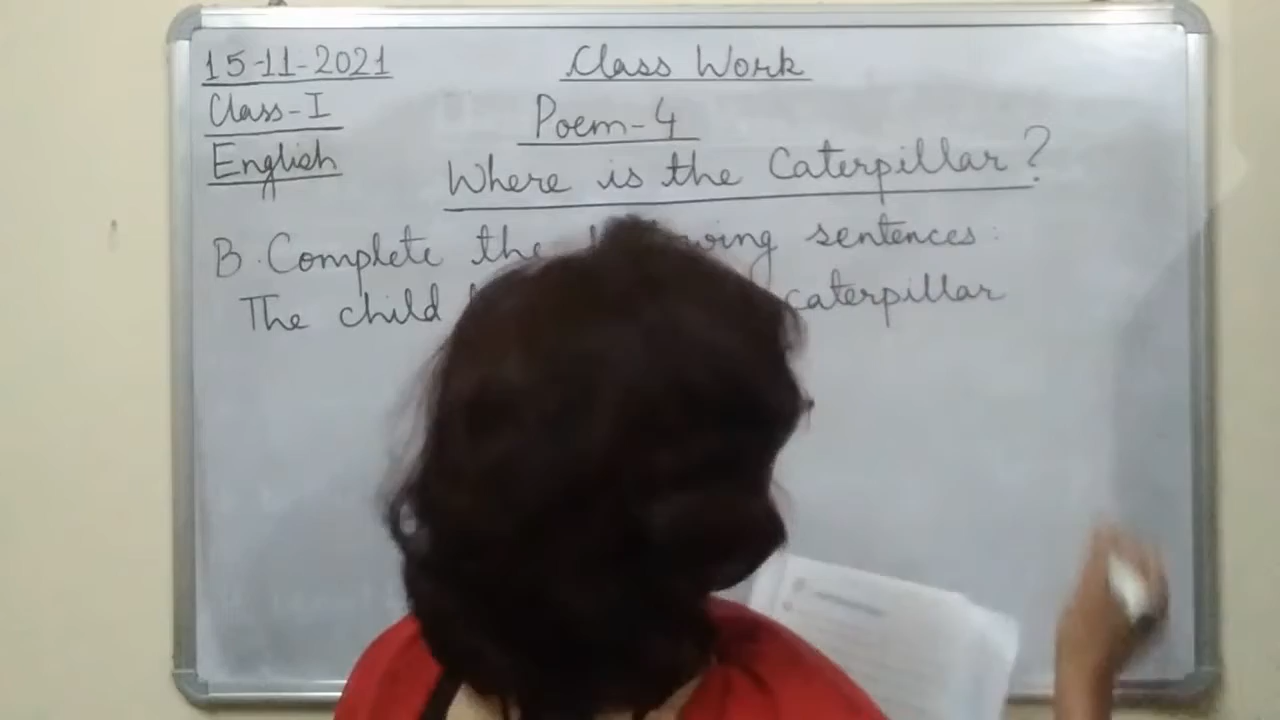 15-11-2021
Class Work
Class-I
Poem-4
English
Where is the Caterpillar ?
B. Complete the sentences:
The child caterpillar